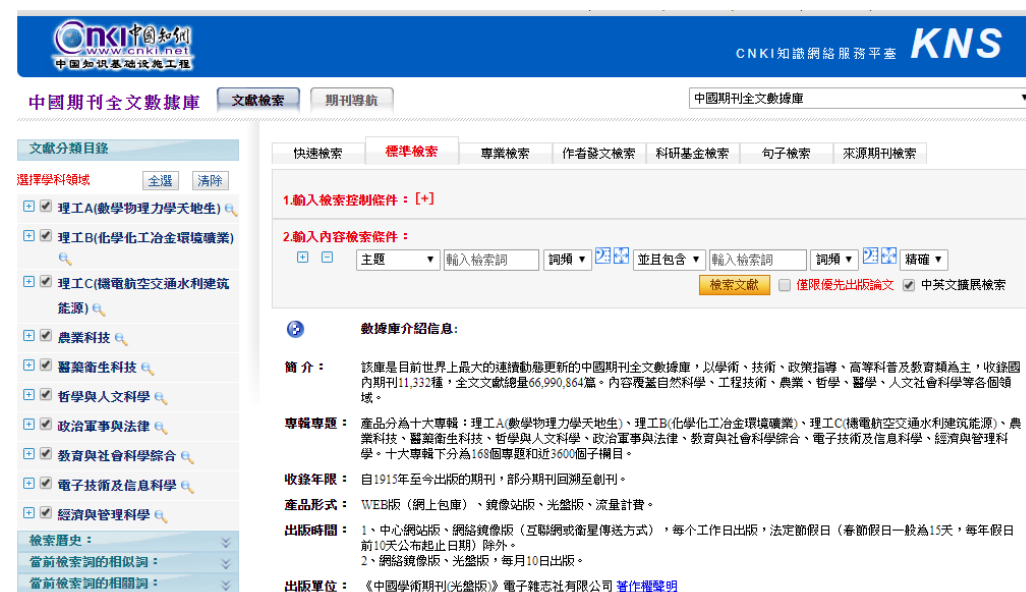 cnki中国知网
www.cnki.net
中国知识基础设施工程
CNKI知識網絡服務平臺 KNS
中國期刊全文數據庫 文獻檢索 期刊導航 中國期刊全文數據庫
文獻分類目錄
選擇學科領域 全選 清除
理工A(數學物理力學天地生)
理工B(化學化工冶金環境礦業)
理工C(機電航空交通水利建筑
能源)
農業科技
醫藥衛生科技
哲學與人文科學
政治軍事與法律
教育與社會科學綜合
電子技術及信息科學
經濟與管理科學
檢索曆史：
當前檢索詞的相似詞：
當前檢索詞的相關詞：
快速檢索 標準檢索 專業檢索 作者發文檢索 科研基金檢索 句子檢索 來源期刊檢索
1.輸入檢索控制條件：[+]
2.輸入內容檢索條件：
主題 輸入檢索詞 詞頻 並且包含 輸入檢索詞 詞頻 精確
檢索文獻 僅限優先出版論文 中英文擴展檢索
數據庫介紹信息:
簡 介： 該庫是目前世界上最大的連續動態更新的中國期刊全文數據庫，以學術、技術、政策指導、高等科普及教育類爲主，收錄國
內期刊11,332種，全文文獻總量66,990,864篇。內容覆蓋自然科學、工程技術、農業、哲學、醫學、人文社會科學等各個領
域。
專輯專題： 產品分爲十大專輯：理工A(數學物理力學天地生)、理工B(化學化工冶金環境礦業)、理工C(機電航空交通水利建筑能源)、農
業科技、醫藥衛生科技、哲學與人文科學、政治軍事與法律、教育與社會科學綜合、電子技術及信息科學、經濟與管理科
學。十大專輯下分爲168個專題和近3600個子欄目。
收錄年限： 自1915年至今出版的期刊，部分期刊回溯至創刊。
產品形式： WEB版（網上包庫）、鏡像站版、光盤版、流量計費。
出版時間： 1、中心網站版、網絡鏡像版（互聯網或衛星傳送方式），每个工作日出版，法定節假日（春節假日一般爲15天，每年假日
前10天公布起止日期）除外。
2、網絡鏡像版、光盤版，每月10日出版。
出版單位： 《中國學術期刊(光盤版)》電子雜志社有限公司 著作權聲明